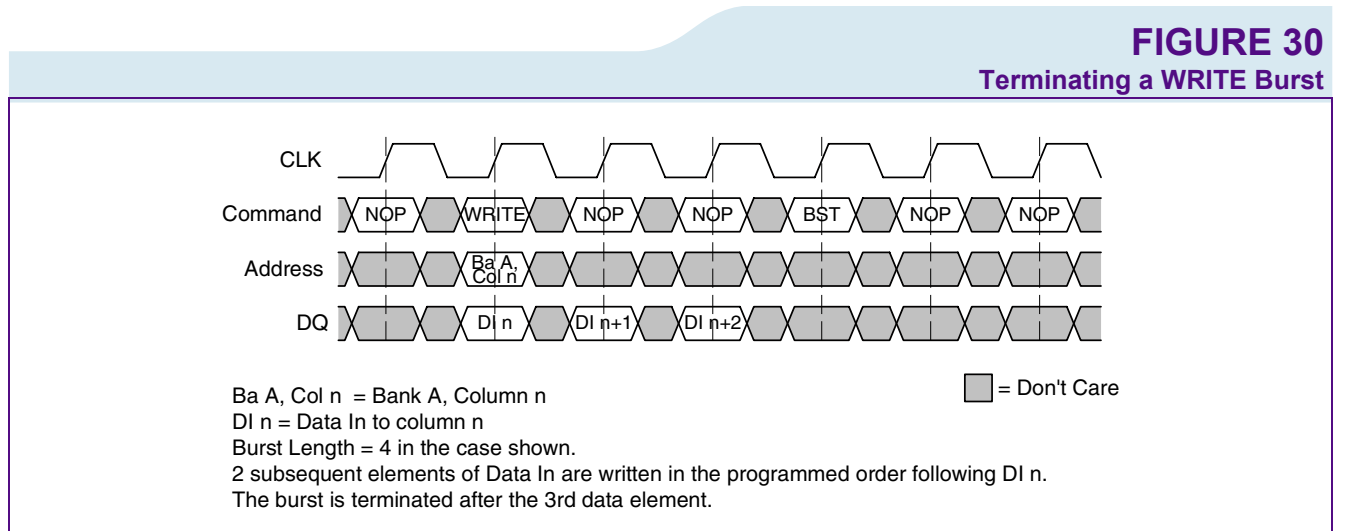 FIGURE 30
Terminating a WRITE Burst
CLK
Command NOP WRITE NOP NOP BST NOP NOP
Address Ba A, Col n
DQ DI n DI n+1 DI n+2
= Don't Care
Ba A, Col n = Bank A, Column n
DI n = Data In to column n
Burst Length = 4 in the case shown.
2 subsequent elements of Data In are written in the programmed order following DI n.
The burst is terminated after the 3rd data element.